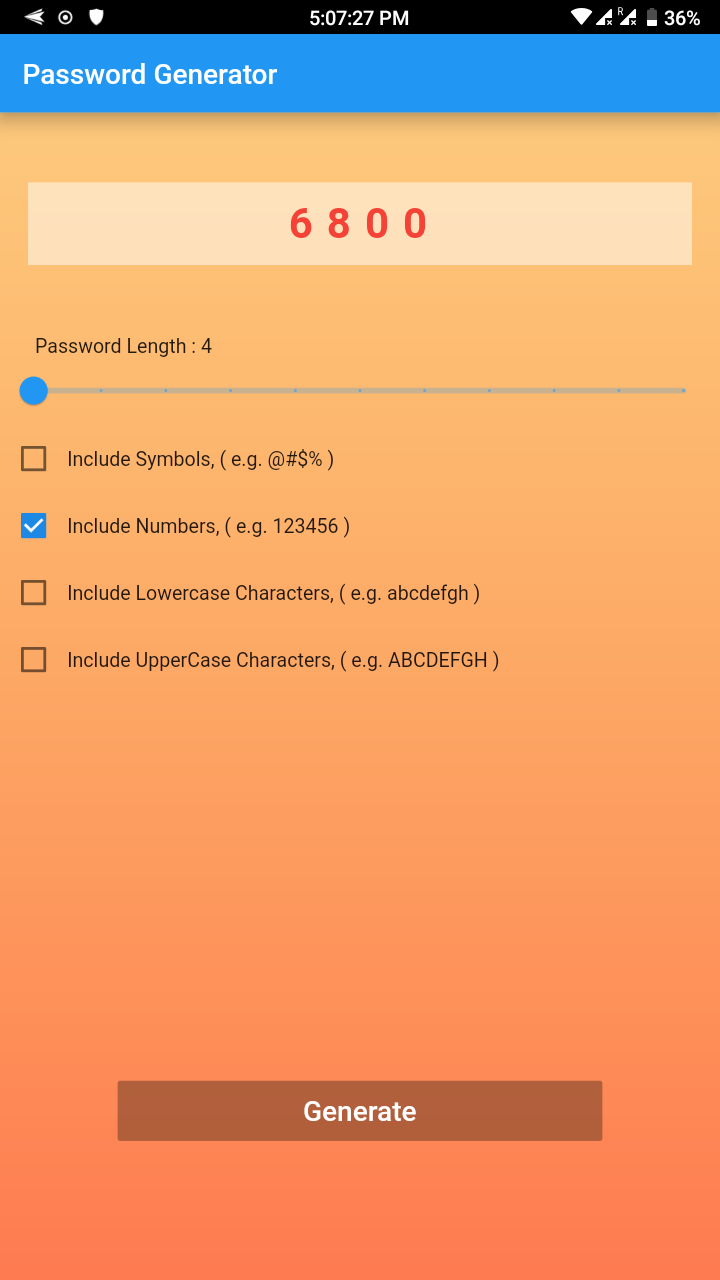 5:07:27 PM R 36%
Password Generator
6 8 0 0
Password Length : 4
Include Symbols, ( e.g. @#$% )
Include Numbers, ( e.g. 123456 )
Include Lowercase Characters, ( e.g. abcdefgh )
Include UpperCase Characters, ( e.g. ABCDEFGH )
Generate